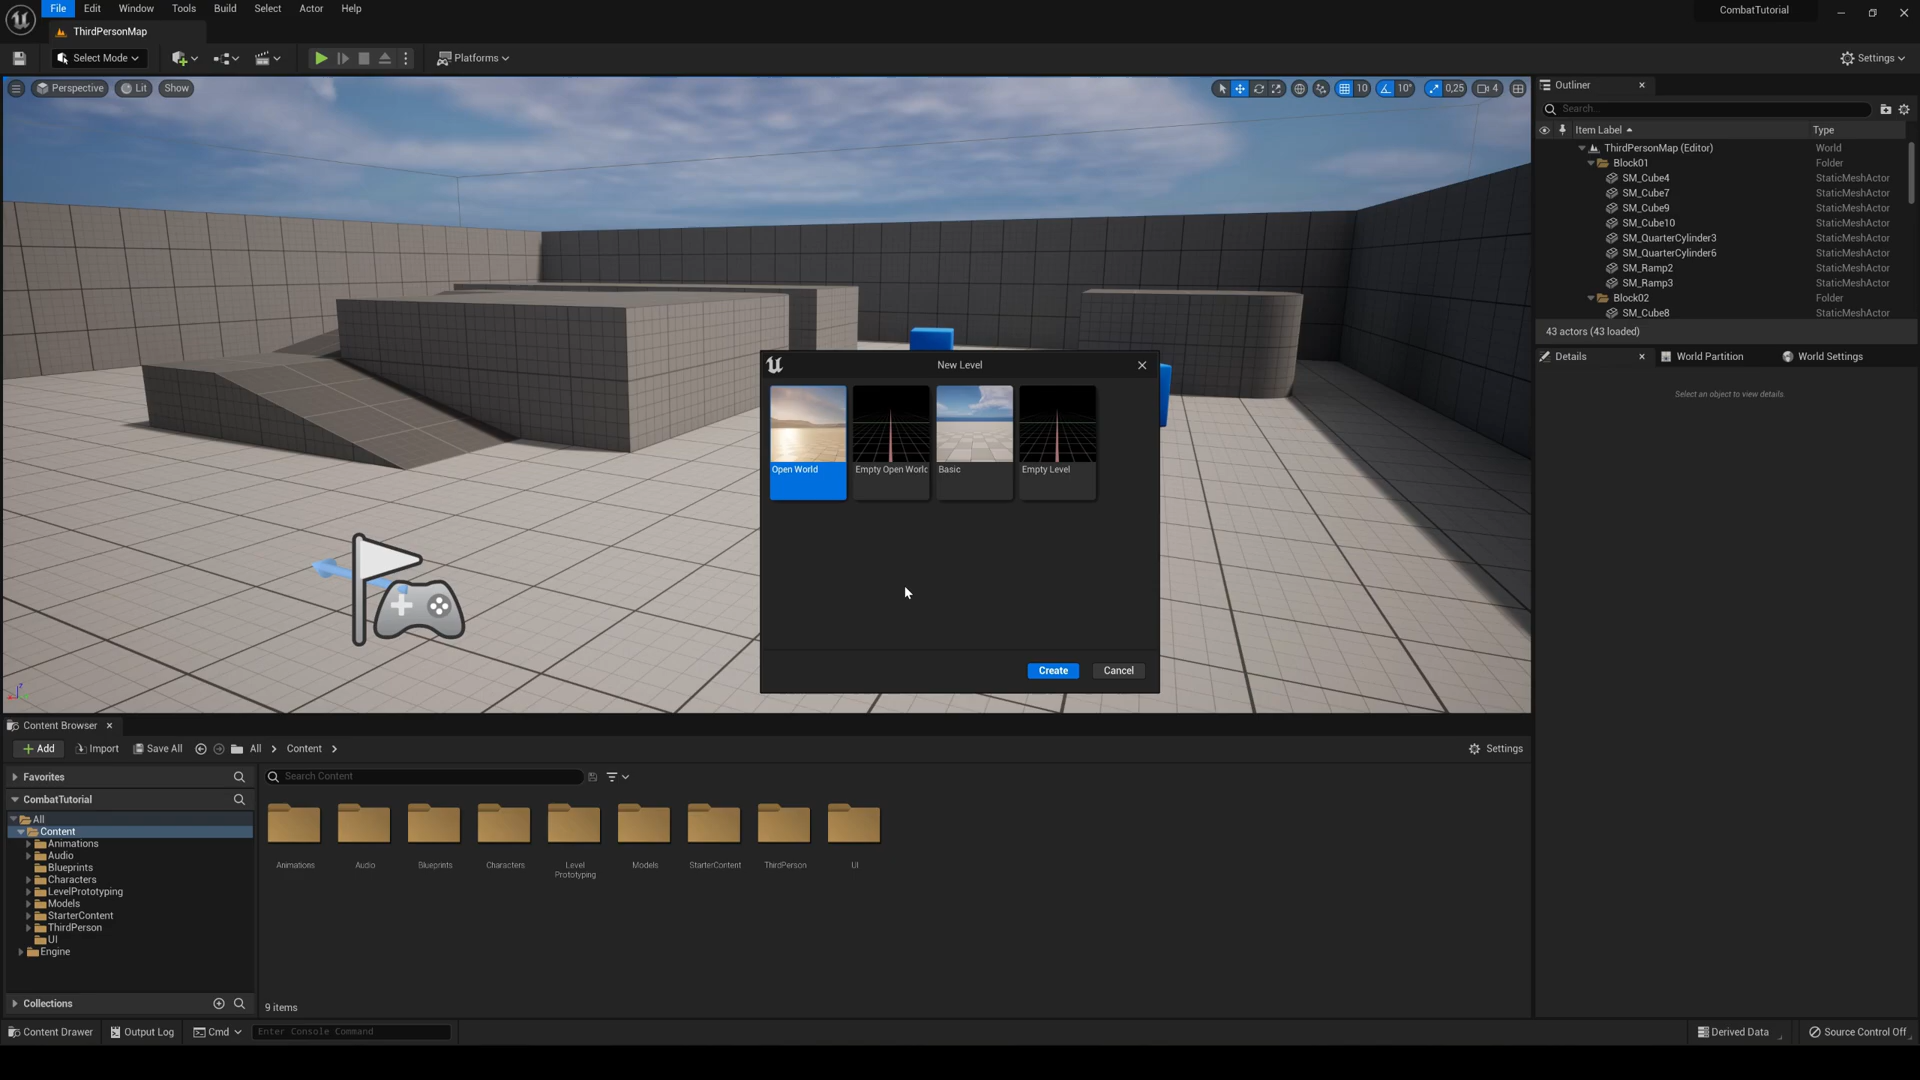 File Edit Window Tools Build Select Actor Help
CombatTutorial
ThirdPersonMap
Select Mode
Platforms
Settings
Perspective
Lit
Show
10
10°
0,25
4
Outliner
Search...
Item Label
Type
ThirdPersonMap (Editor) World
Block01 Folder
SM_Cube4 StaticMeshActor
SM_Cube7 StaticMeshActor
SM_Cube9 StaticMeshActor
SM_Cube10 StaticMeshActor
SM_QuarterCylinder3 StaticMeshActor
SM_QuarterCylinder6 StaticMeshActor
SM_Ramp2 StaticMeshActor
SM_Ramp3 StaticMeshActor
Block02 Folder
SM_Cube8 StaticMeshActor
43 actors (43 loaded)
Details
World Partition
World Settings
Select an object to view details
New Level
Open World
Empty Open World
Basic
Empty Level
Create
Cancel
Content Browser
Add
Import
Save All
All
Content
Settings
Favorites
CombatTutorial
All
Content
Animations
Audio
Blueprints
Characters
LevelPrototyping
Models
StarterContent
ThirdPerson
UI
Engine
Collections
Search Content
Animations
Audio
Blueprints
Characters
Level
Prototyping
Models
StarterContent
ThirdPerson
UI
9 items
Content Drawer
Output Log
Cmd
Enter Console Command
Derived Data
Source Control Off